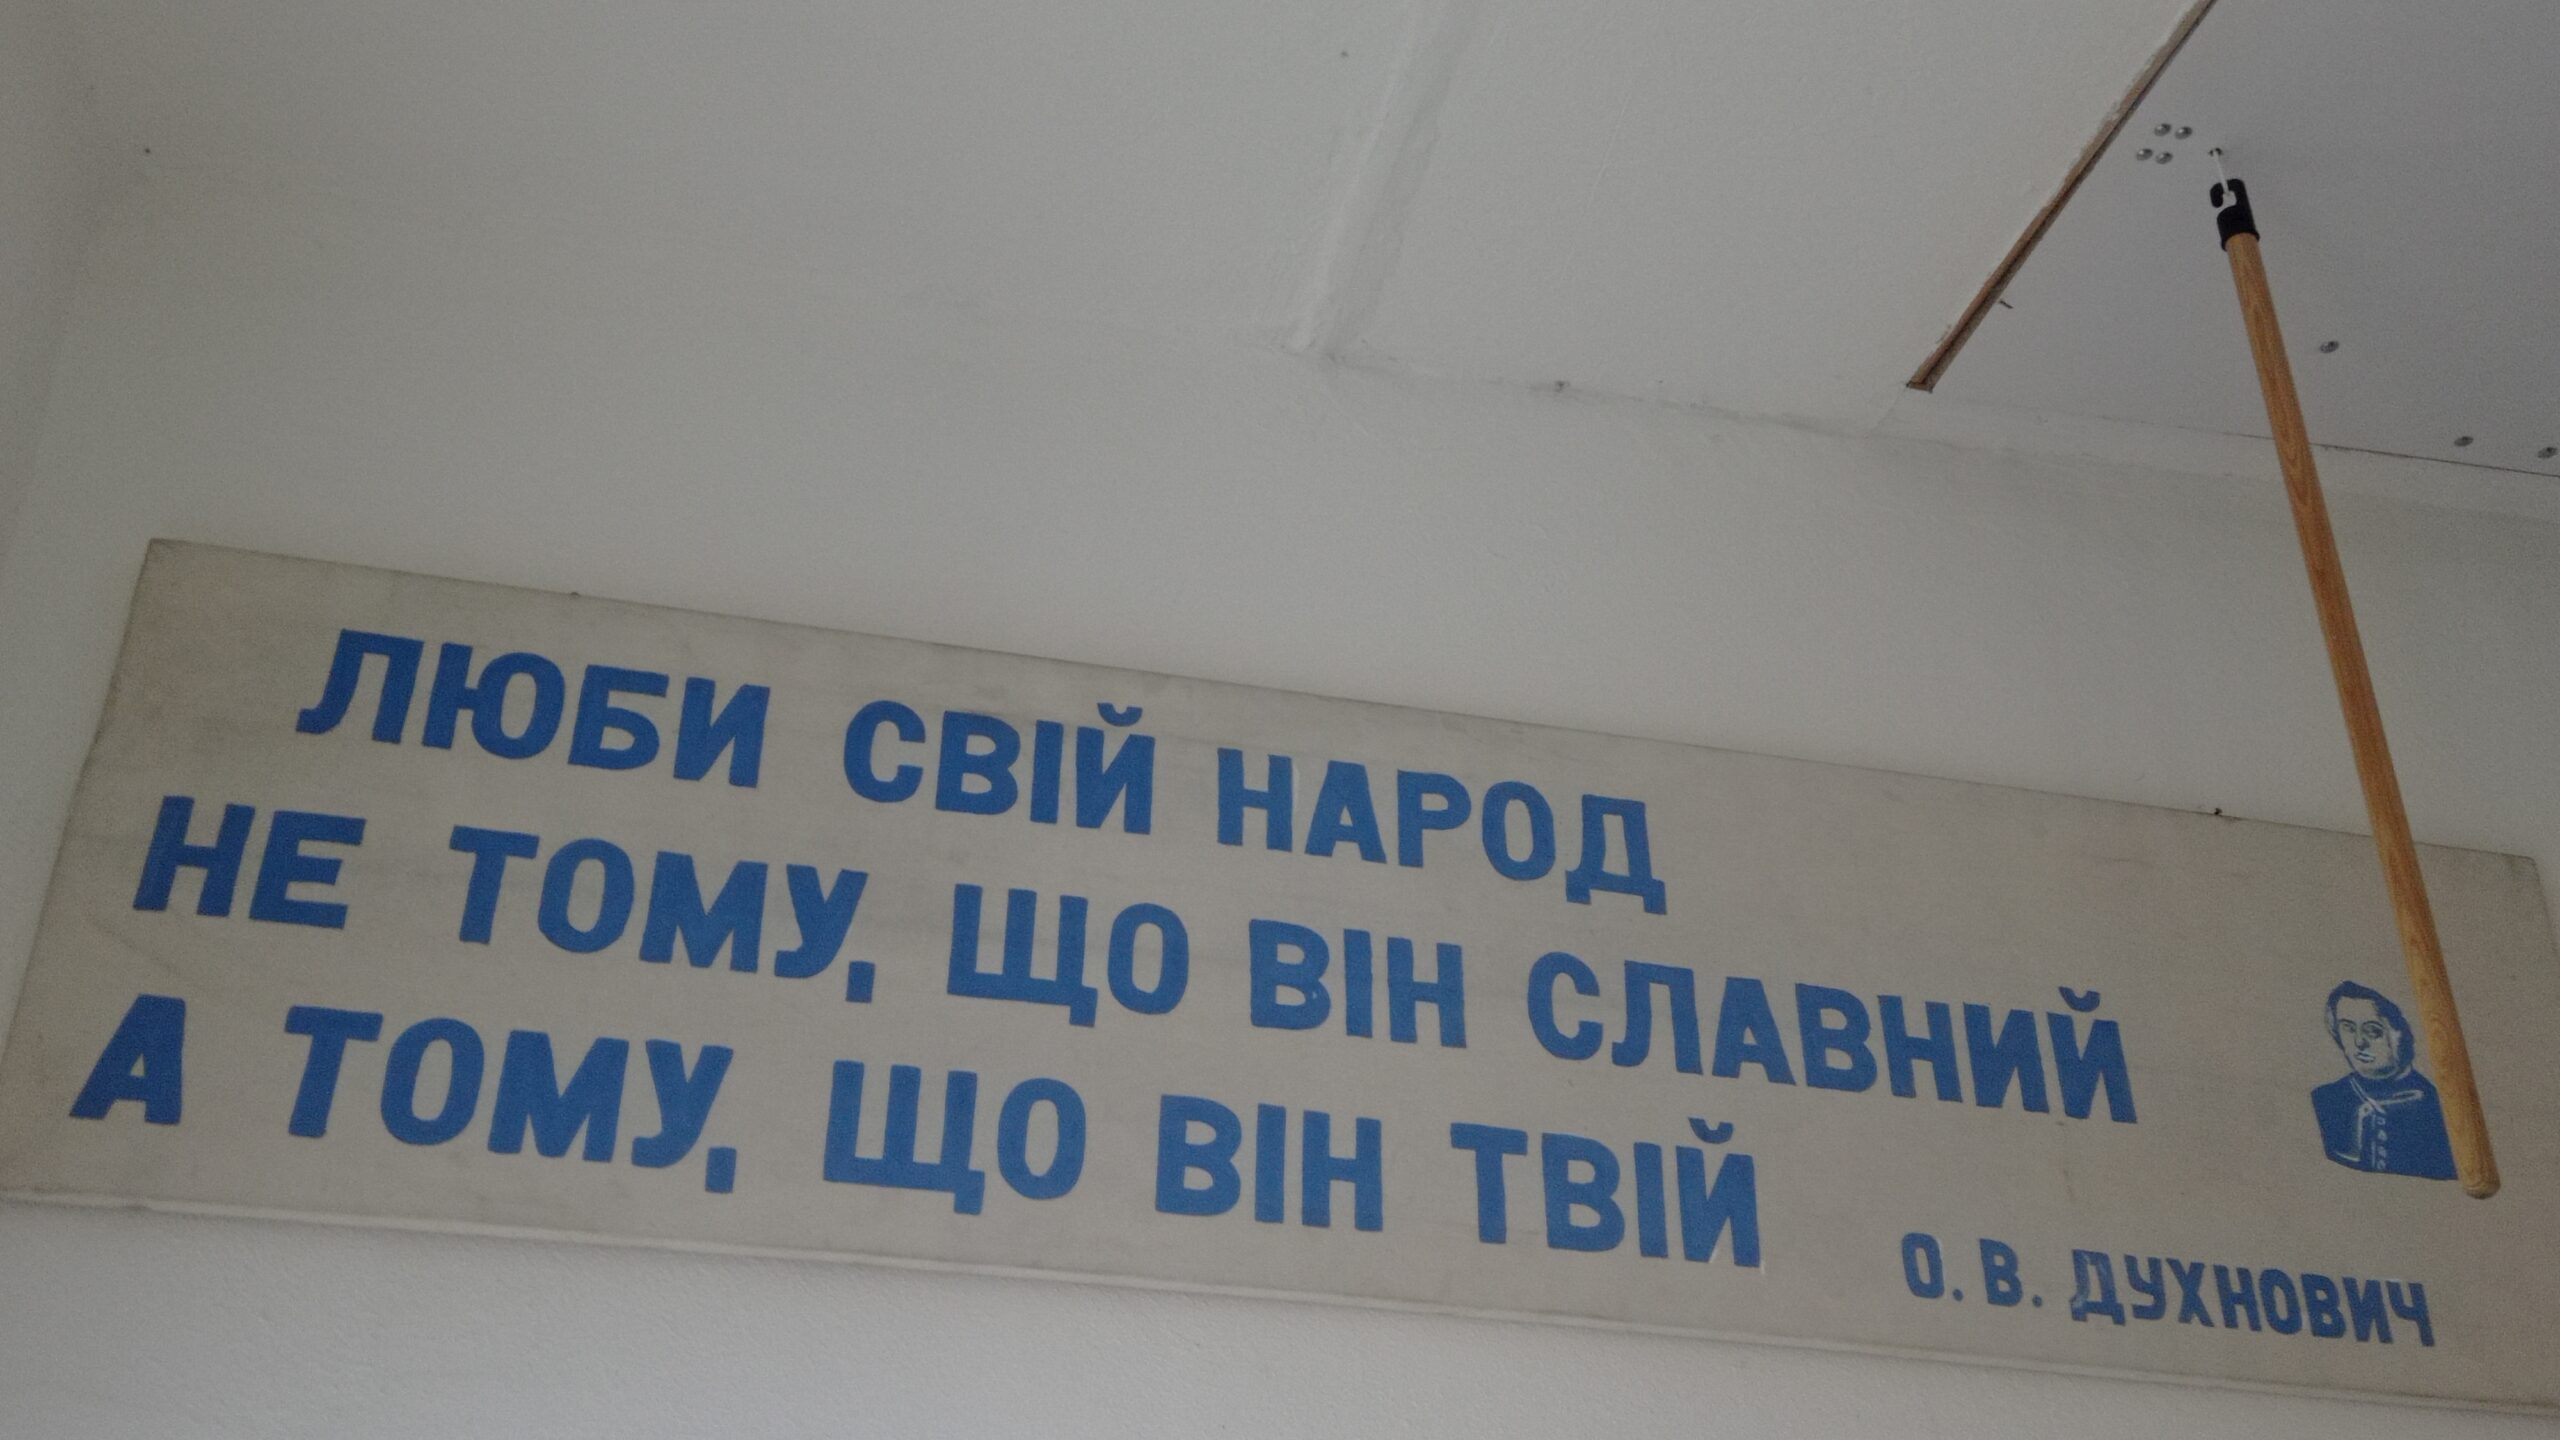 ЛЮБИ СВІЙ НАРОД
НЕ ТОМУ, ЩО ВІН СЛАВНИЙ
А ТОМУ, ЩО ВІН ТВІЙ
О. В. ДУХНОВИЧ